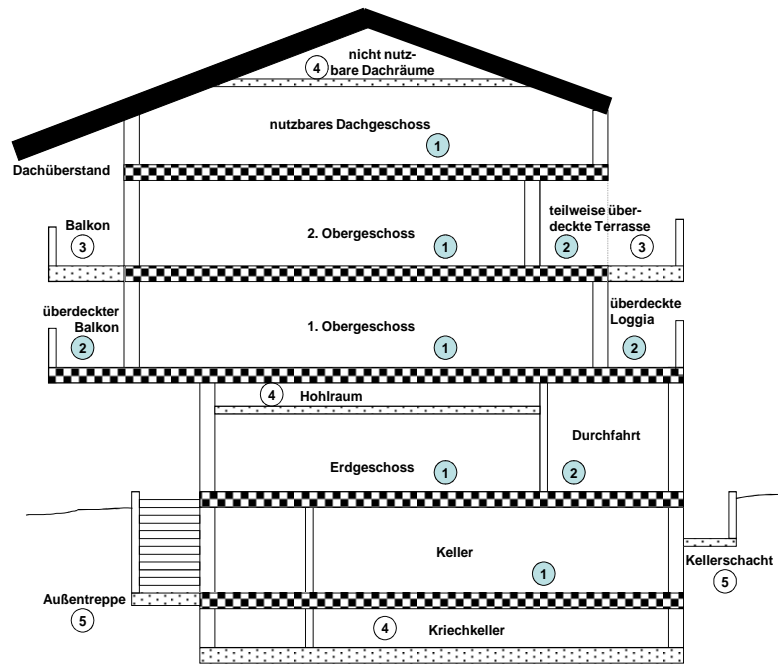 nicht nutz-
4 bare Dachräume
nutzbares Dachgeschoss
1
Dachüberstand
Balkon
3
2. Obergeschoss
1
teilweise über-
deckte Terrasse
2
3
überdeckter
Balkon
2
1. Obergeschoss
1
überdeckte
Loggia
2
4 Hohlraum
Durchfahrt
Erdgeschoss
1
2
Keller
1
Kellerschacht
5
Außentreppe
5
4 Kriechkeller